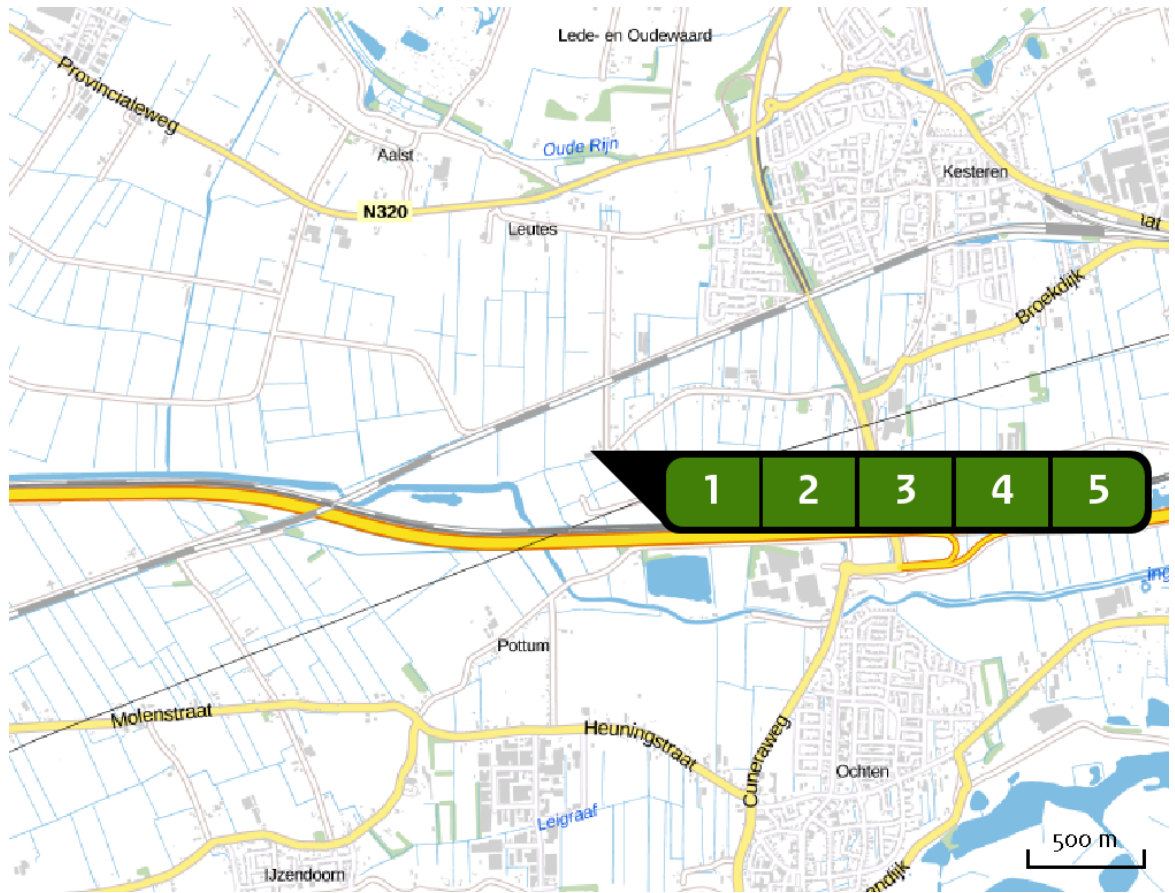 Lede- en Oudewaard
Provincialeweg
Oude Rijn
Aalst
Kesteren
N320
Leutes
Broekdijk
1 2 3 4 5
Pottum
Molenstraat
Heuningstraat
Cuneraweg
Ochten
Leigraaf
500 m
IJzendoorn